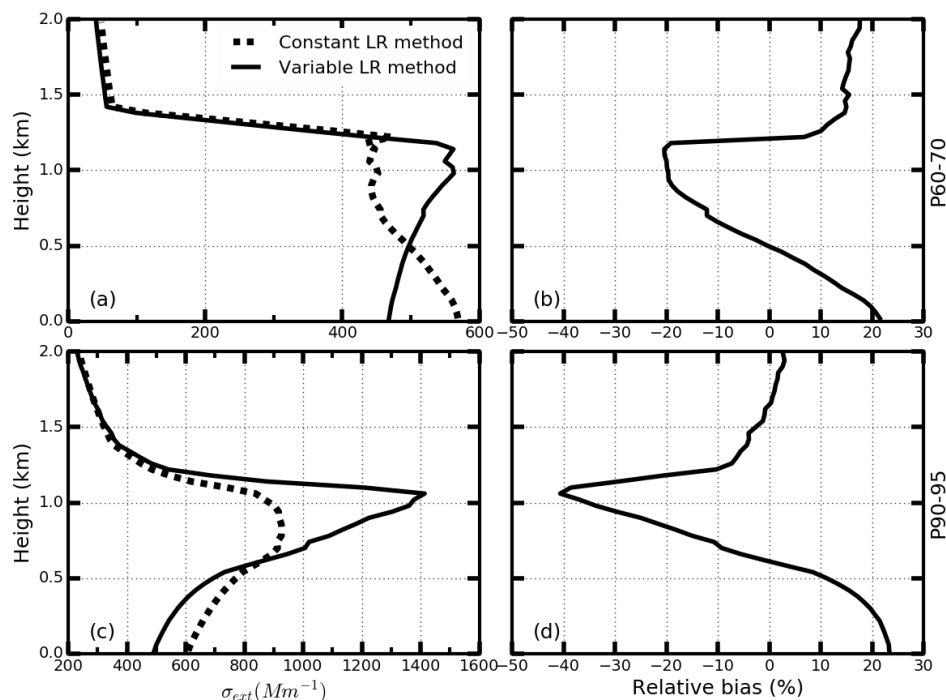 2.0
1.5
1.0
0.5
0.0
Height (km)
Constant LR method
Variable LR method
(a)
0 200 400 600
(b)
−50 −40 −30 −20 −10 0 10 20 30
P60-70
2.0
1.5
1.0
0.5
0.0
Height (km)
(c)
200 400 600 800 1000 1200 1400
σ_ext(Mm⁻¹)
(d)
−50 −40 −30 −20 −10 0 10 20 30
Relative bias (%)
P90-95